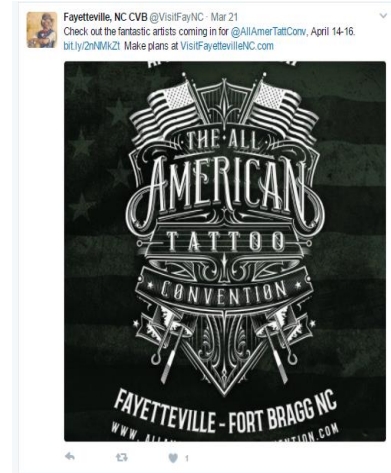 Fayetteville, NC CVB @VisitFayNC · Mar 21
Check out the fantastic artists coming in for @AllAmerTattConv, April 14-16.
bit.ly/2nNMkZt Make plans at VisitFayettevilleNC.com
THE ALL
AMERICAN
TATTOO
CONVENTION
FAYETTEVILLE - FORT BRAGG NC
1